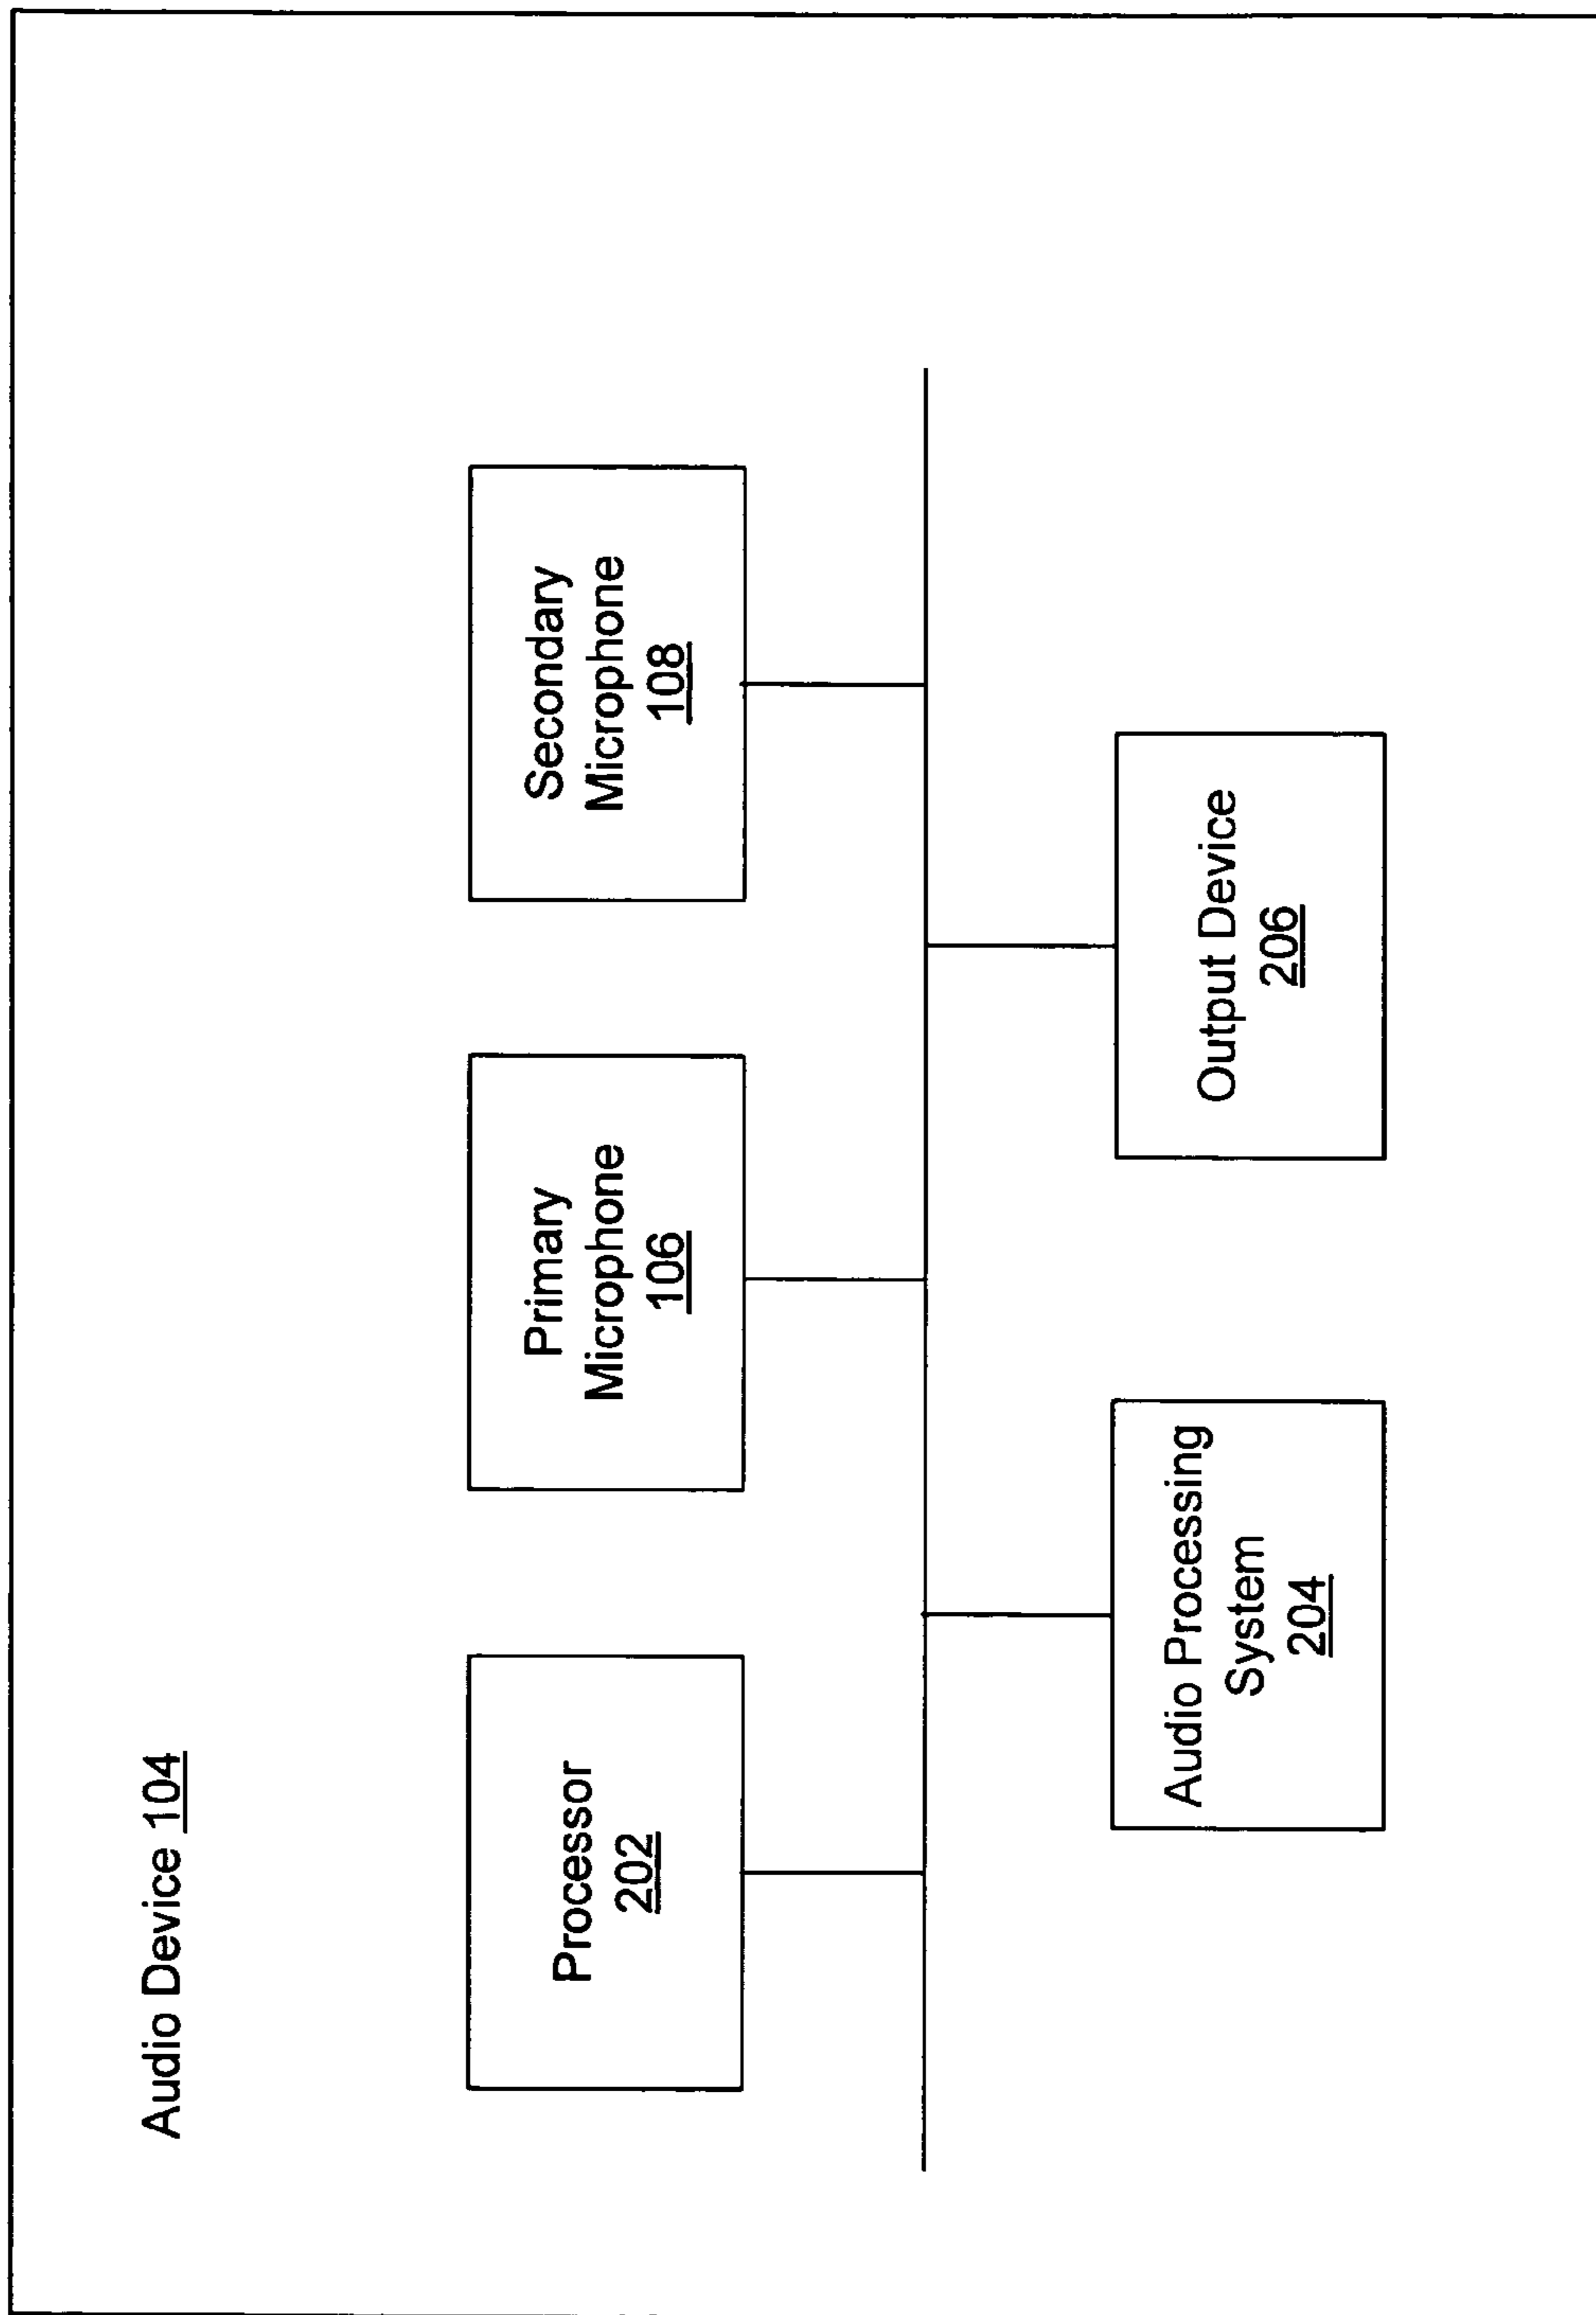 Audio Device 104
Processor
202
Primary
Microphone
106
Secondary
Microphone
108
Audio Processing
System
204
Output Device
206